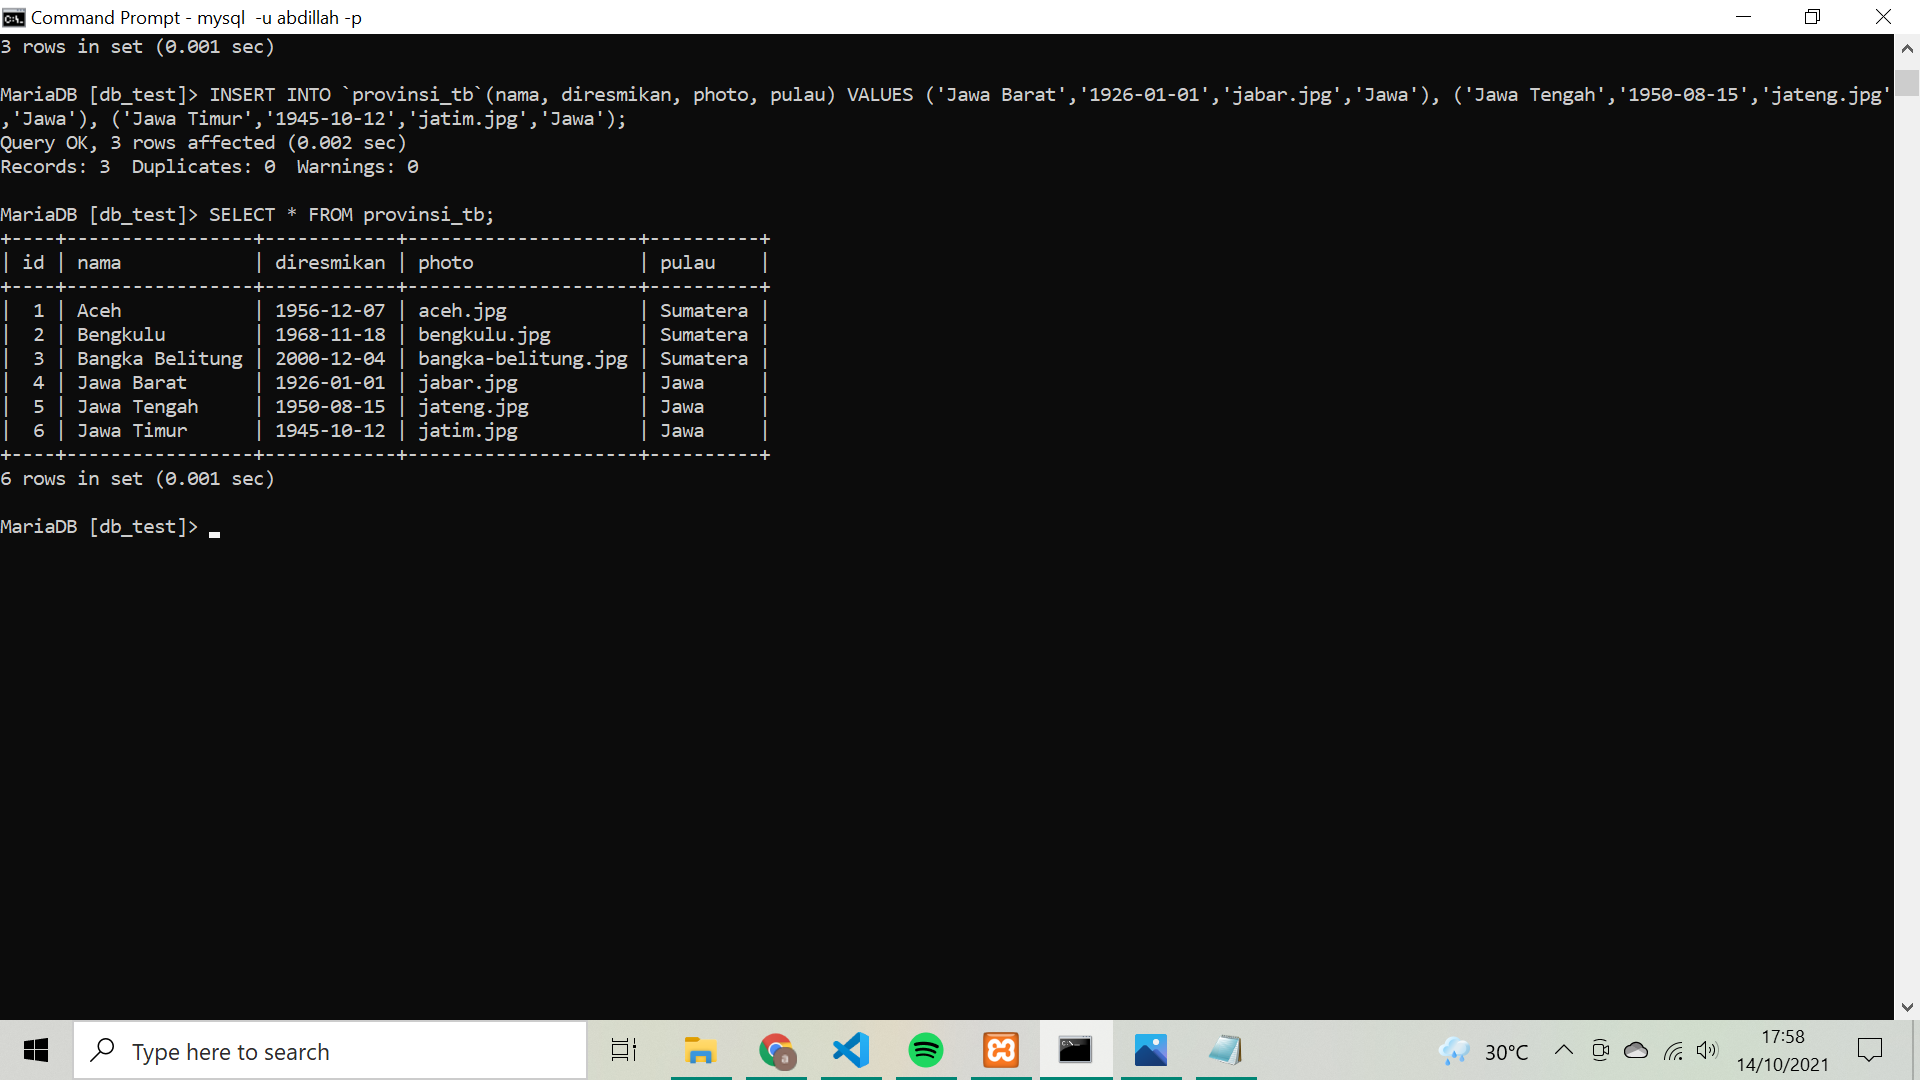 Command Prompt - mysql  -u abdillah -p
3 rows in set (0.001 sec)
MariaDB [db_test]> INSERT INTO `provinsi_tb`(nama, diresmikan, photo, pulau) VALUES ('Jawa Barat','1926-01-01','jabar.jpg','Jawa'), ('Jawa Tengah','1950-08-15','jateng.jpg'
,'Jawa'), ('Jawa Timur','1945-10-12','jatim.jpg','Jawa');
Query OK, 3 rows affected (0.002 sec)
Records: 3  Duplicates: 0  Warnings: 0
MariaDB [db_test]> SELECT * FROM provinsi_tb;
+----+-----------------+------------+---------------------+----------+
| id | nama            | diresmikan | photo               | pulau    |
+----+-----------------+------------+---------------------+----------+
|  1 | Aceh            | 1956-12-07 | aceh.jpg            | Sumatera |
|  2 | Bengkulu        | 1968-11-18 | bengkulu.jpg        | Sumatera |
|  3 | Bangka Belitung | 2000-12-04 | bangka-belitung.jpg | Sumatera |
|  4 | Jawa Barat      | 1926-01-01 | jabar.jpg           | Jawa     |
|  5 | Jawa Tengah     | 1950-08-15 | jateng.jpg          | Jawa     |
|  6 | Jawa Timur      | 1945-10-12 | jatim.jpg           | Jawa     |
+----+-----------------+------------+---------------------+----------+
6 rows in set (0.001 sec)
MariaDB [db_test]> _
Type here to search
a
30°C
17:58
14/10/2021